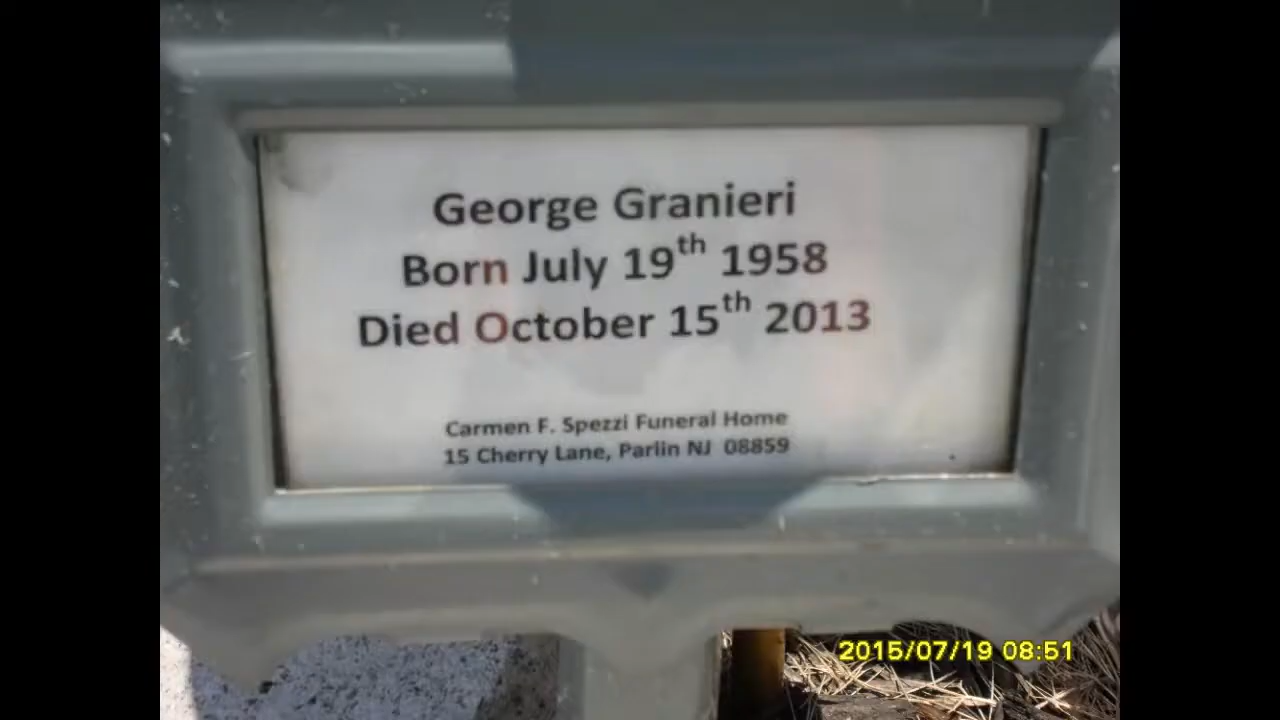 George Granieri
Born July 19th 1958
Died October 15th 2013
Carmen F. Spezzi Funeral Home
15 Cherry Lane, Parlin NJ 08859
2015/07/19 08:51